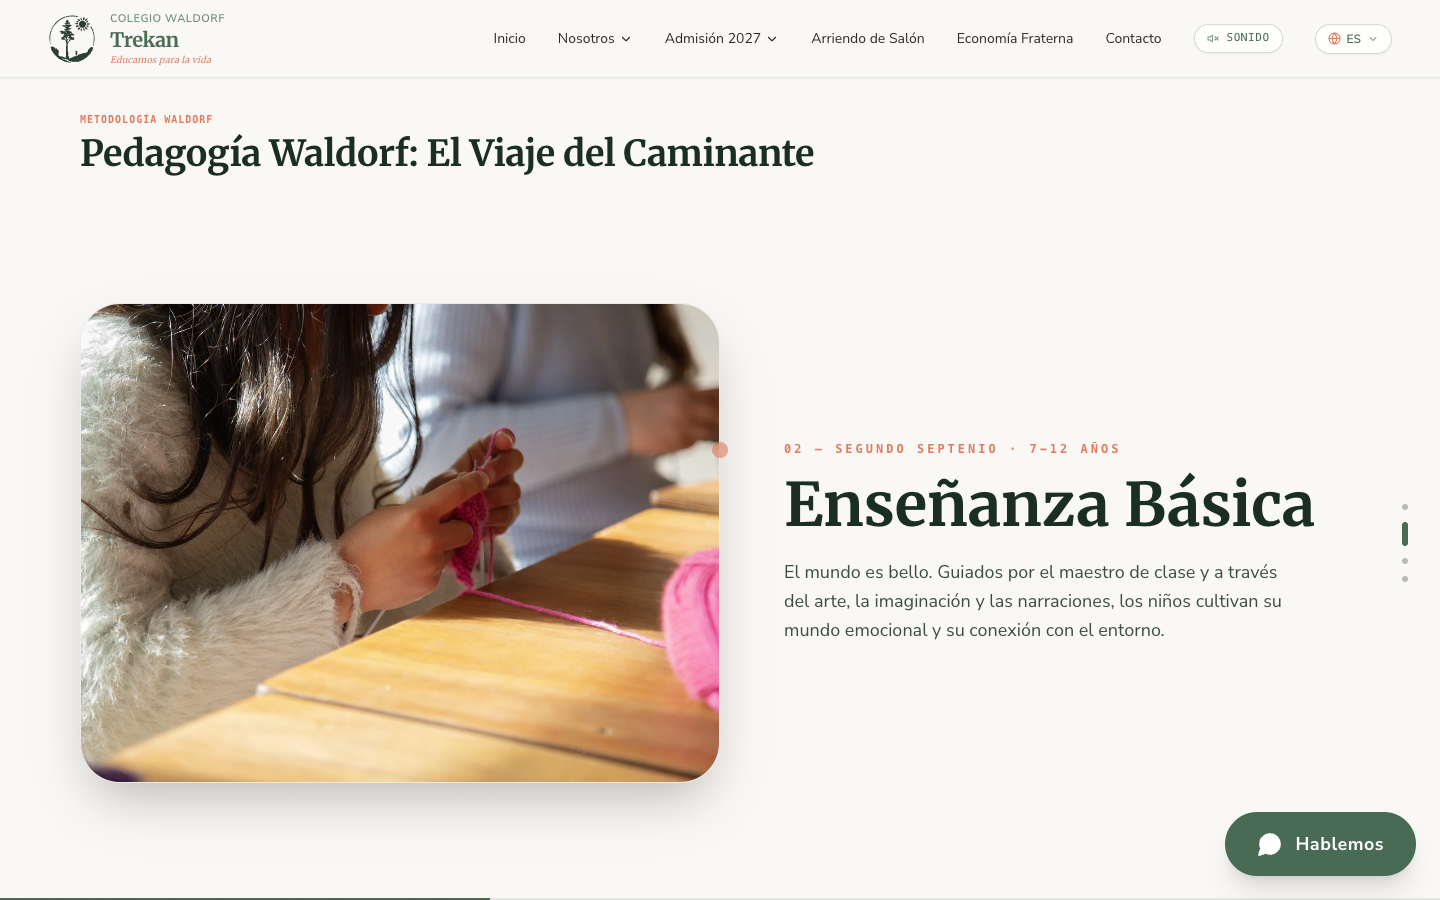 COLEGIO WALDORF
Trekan
Educamos para la vida
Inicio
Nosotros
Admisión 2027
Arriendo de Salón
Economía Fraterna
Contacto
SONIDO
ES
METODOLOGÍA WALDORF
Pedagogía Waldorf: El Viaje del Caminante
02 — SEGUNDO SEPTENIO · 7–12 AÑOS
Enseñanza Básica
El mundo es bello. Guiados por el maestro de clase y a través
del arte, la imaginación y las narraciones, los niños cultivan su
mundo emocional y su conexión con el entorno.
Hablemos